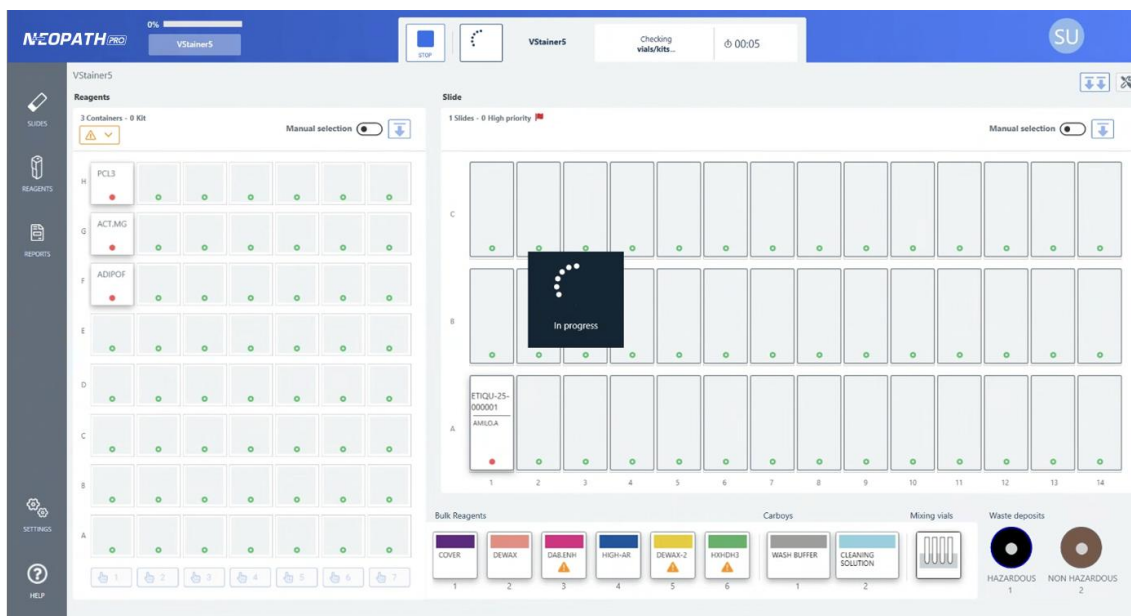 NEOPATH PRO
0%
VStainer5
STOP
VStainer5
Checking
vials/kits...
00:05
SU
SLIDES
REAGENTS
REPORTS
SETTINGS
HELP
VStainer5
Reagents
3 Containers - 0 Kit
Manual selection
H
PCL3
G
ACT.MG
F
ADIPOF
E
D
C
B
A
1 2 3 4 5 6 7
Slide
1 Slides - 0 High priority
Manual selection
C
B
In progress
A
ETIQU-25-
000001
AMILO.A
1 2 3 4 5 6 7 8 9 10 11 12 13 14
Bulk Reagents
COVER
DEWAX
DAB.ENH
HIGH-AR
DEWAX-2
HXHDH3
1 2 3 4 5 6
Carboys
WASH BUFFER
CLEANING
SOLUTION
1 2
Mixing vials
Waste deposits
HAZARDOUS
1
NON HAZARDOUS
2